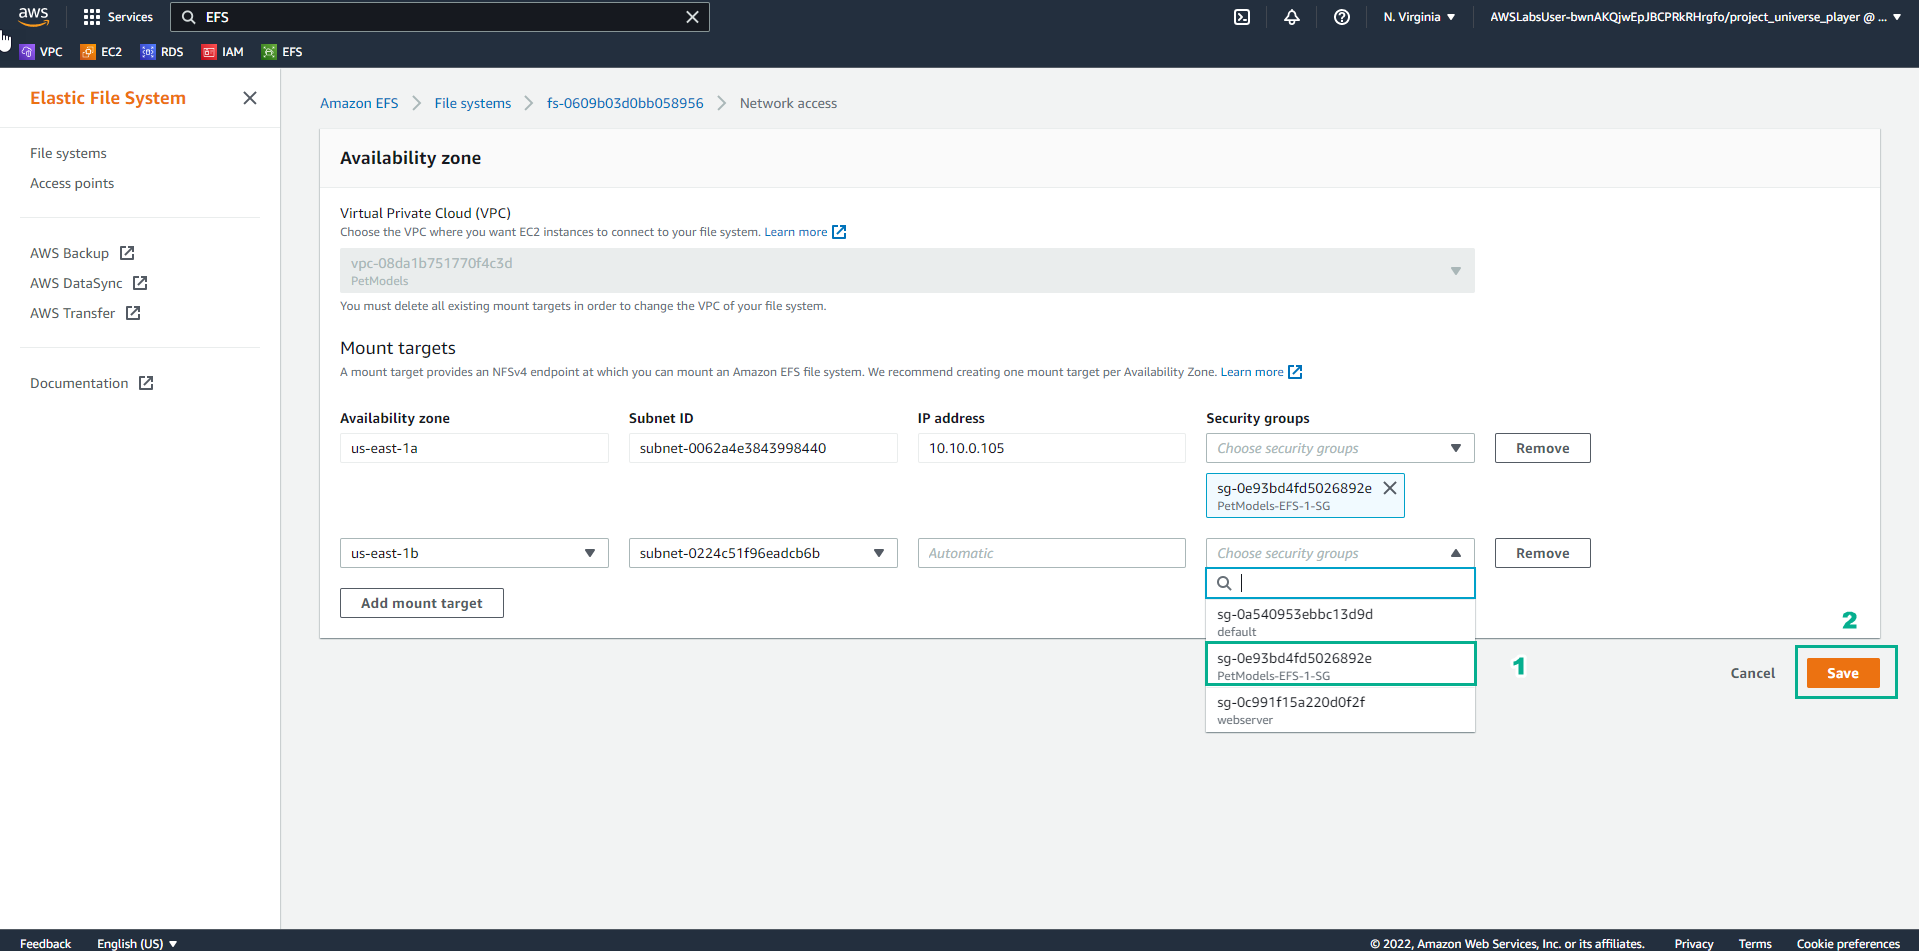 aws
Services
EFS
N. Virginia
AWSLabsUser-bwnAKQjwEpJBCPRkRHrgfo/project_universe_player @ ...
VPC
EC2
RDS
IAM
EFS
Elastic File System
File systems
Access points
AWS Backup
AWS DataSync
AWS Transfer
Documentation
Amazon EFS
File systems
fs-0609b03d0bb058956
Network access
Availability zone
Virtual Private Cloud (VPC)
Choose the VPC where you want EC2 instances to connect to your file system. Learn more
vpc-08da1b751770f4c3d
PetModels
You must delete all existing mount targets in order to change the VPC of your file system.
Mount targets
A mount target provides an NFSv4 endpoint at which you can mount an Amazon EFS file system. We recommend creating one mount target per Availability Zone. Learn more
Availability zone
Subnet ID
IP address
Security groups
us-east-1a
subnet-0062a4e3843998440
10.10.0.105
Choose security groups
Remove
sg-0e93bd4fd5026892e
PetModels-EFS-1-SG
us-east-1b
subnet-0224c51f96eadcb6b
Automatic
Choose security groups
Remove
Add mount target
sg-0a540953ebbc13d9d
default
sg-0e93bd4fd5026892e
PetModels-EFS-1-SG
sg-0c991f15a220d0f2f
webserver
1
2
Cancel
Save
Feedback
English (US)
© 2022, Amazon Web Services, Inc. or its affiliates.
Privacy
Terms
Cookie preferences